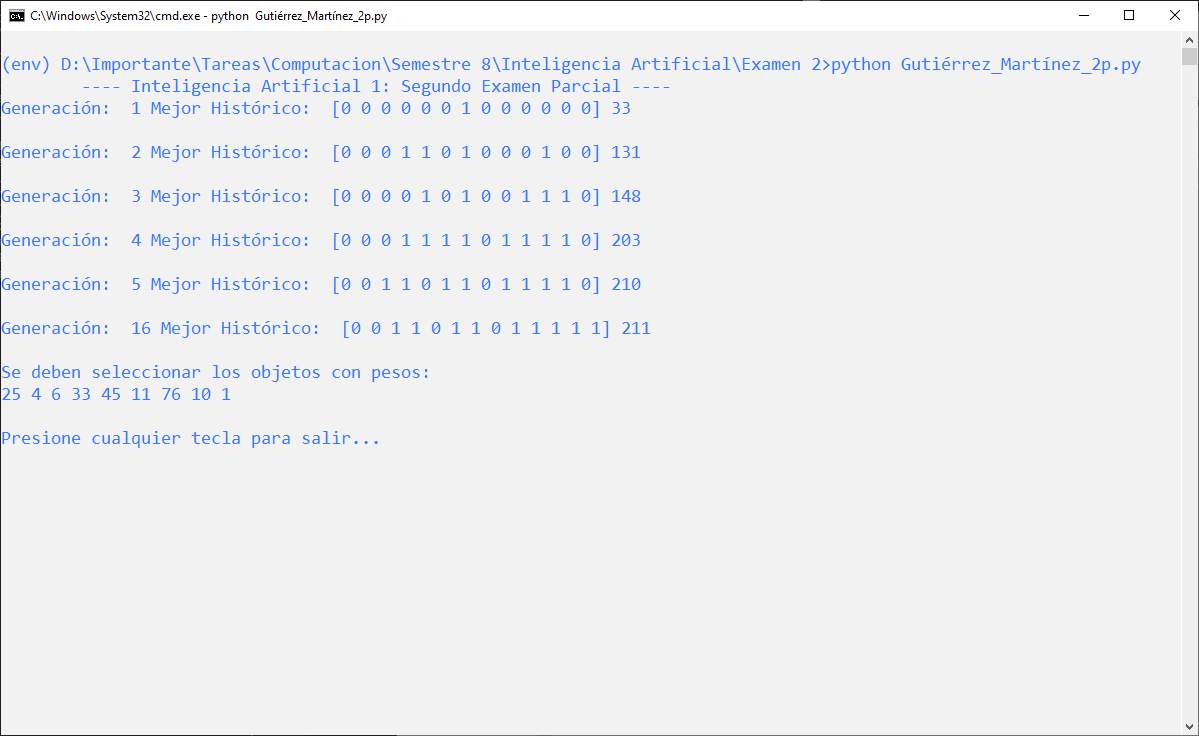 C:\Windows\System32\cmd.exe - python  Gutiérrez_Martínez_2p.py
(env) D:\Importante\Tareas\Computacion\Semestre 8\Inteligencia Artificial\Examen 2>python Gutiérrez_Martínez_2p.py
---- Inteligencia Artificial 1: Segundo Examen Parcial ----
Generación:  1 Mejor Histórico:  [0 0 0 0 0 0 1 0 0 0 0 0 0] 33
Generación:  2 Mejor Histórico:  [0 0 0 1 1 0 1 0 0 0 1 0 0] 131
Generación:  3 Mejor Histórico:  [0 0 0 0 1 0 1 0 0 1 1 1 0] 148
Generación:  4 Mejor Histórico:  [0 0 0 1 1 1 1 0 1 1 1 1 0] 203
Generación:  5 Mejor Histórico:  [0 0 1 1 0 1 1 0 1 1 1 1 0] 210
Generación:  16 Mejor Histórico:  [0 0 1 1 0 1 1 0 1 1 1 1 1] 211
Se deben seleccionar los objetos con pesos:
25 4 6 33 45 11 76 10 1
Presione cualquier tecla para salir...